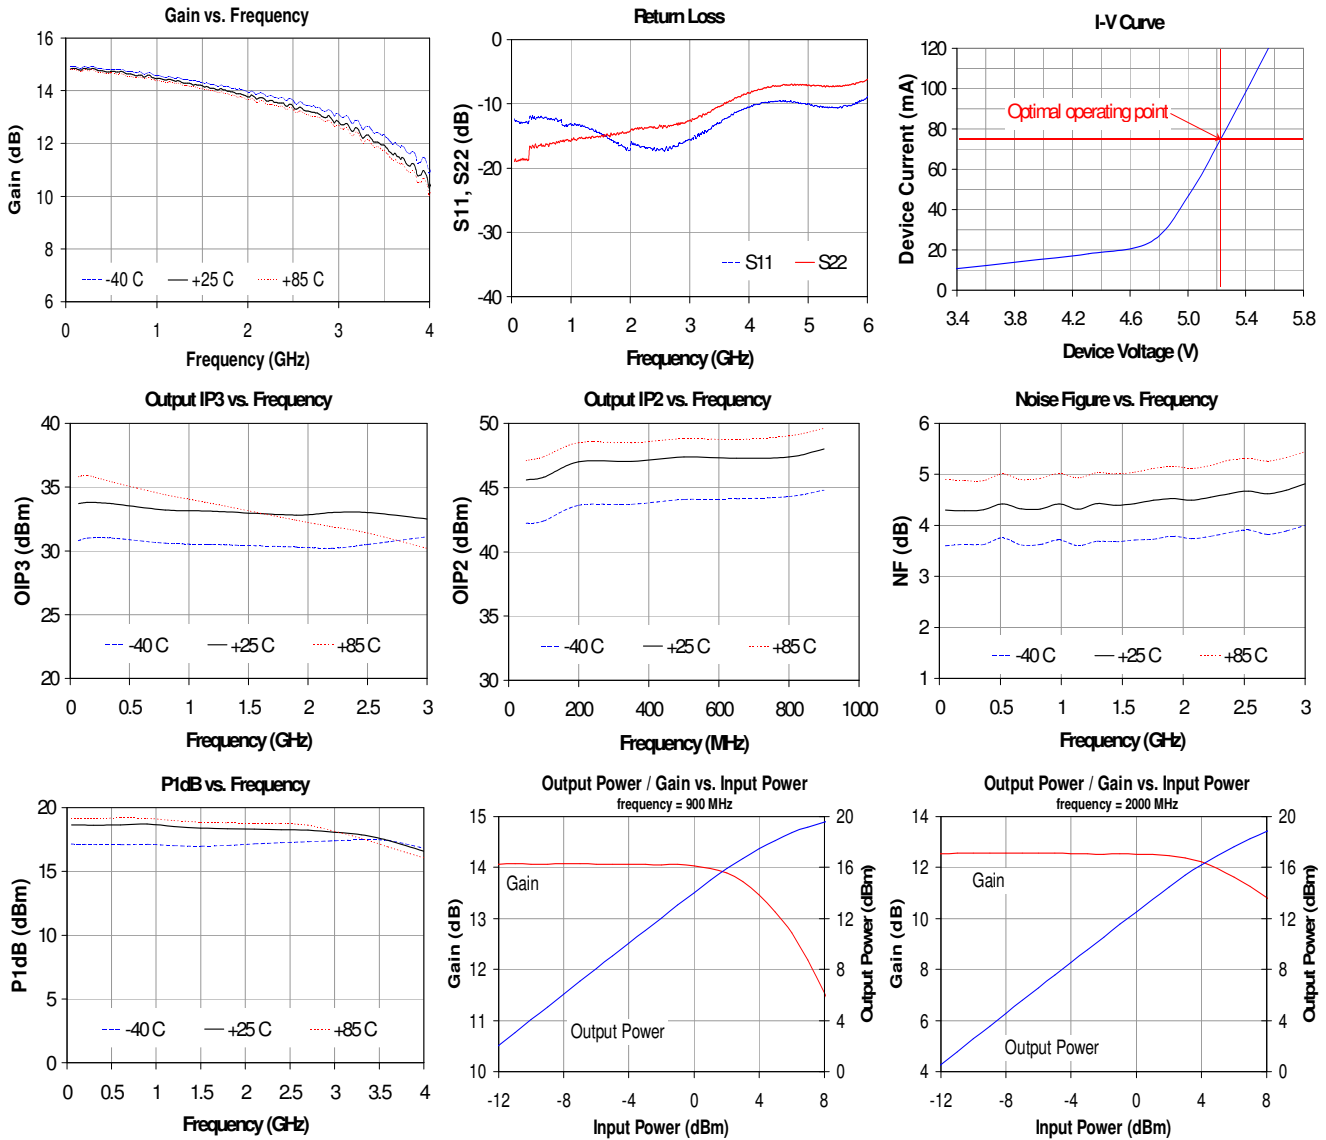 Gain vs. Frequency
16
14
12
10
8
6
Gain (dB)
-40 C
+25 C
+85 C
0 1 2 3 4
Frequency (GHz)
Return Loss
0
-10
-20
-30
-40
S11, S22 (dB)
S11
S22
0 1 2 3 4 5 6
Frequency (GHz)
I-V Curve
120
100
80
60
40
20
0
Device Current (mA)
Optimal operating point
3.4 3.8 4.2 4.6 5.0 5.4 5.8
Device Voltage (V)
Output IP3 vs. Frequency
40
35
30
25
20
OIP3 (dBm)
-40 C
+25 C
+85 C
0 0.5 1 1.5 2 2.5 3
Frequency (GHz)
Output IP2 vs. Frequency
50
45
40
35
30
OIP2 (dBm)
-40 C
+25 C
+85 C
0 200 400 600 800 1000
Frequency (MHz)
Noise Figure vs. Frequency
6
5
4
3
2
1
NF (dB)
-40 C
+25 C
+85 C
0 0.5 1 1.5 2 2.5 3
Frequency (GHz)
P1dB vs. Frequency
20
15
10
5
0
P1dB (dBm)
-40 C
+25 C
+85 C
0 0.5 1 1.5 2 2.5 3 3.5 4
Frequency (GHz)
Output Power / Gain vs. Input Power
frequency = 900 MHz
15
14
13
12
11
10
Gain (dB)
Gain
Output Power
20
16
12
8
4
0
Output Power (dBm)
-12 -8 -4 0 4 8
Input Power (dBm)
Output Power / Gain vs. Input Power
frequency = 2000 MHz
14
12
10
8
6
4
Gain (dB)
Gain
Output Power
20
16
12
8
4
0
Output Power (dBm)
-12 -8 -4 0 4 8
Input Power (dBm)